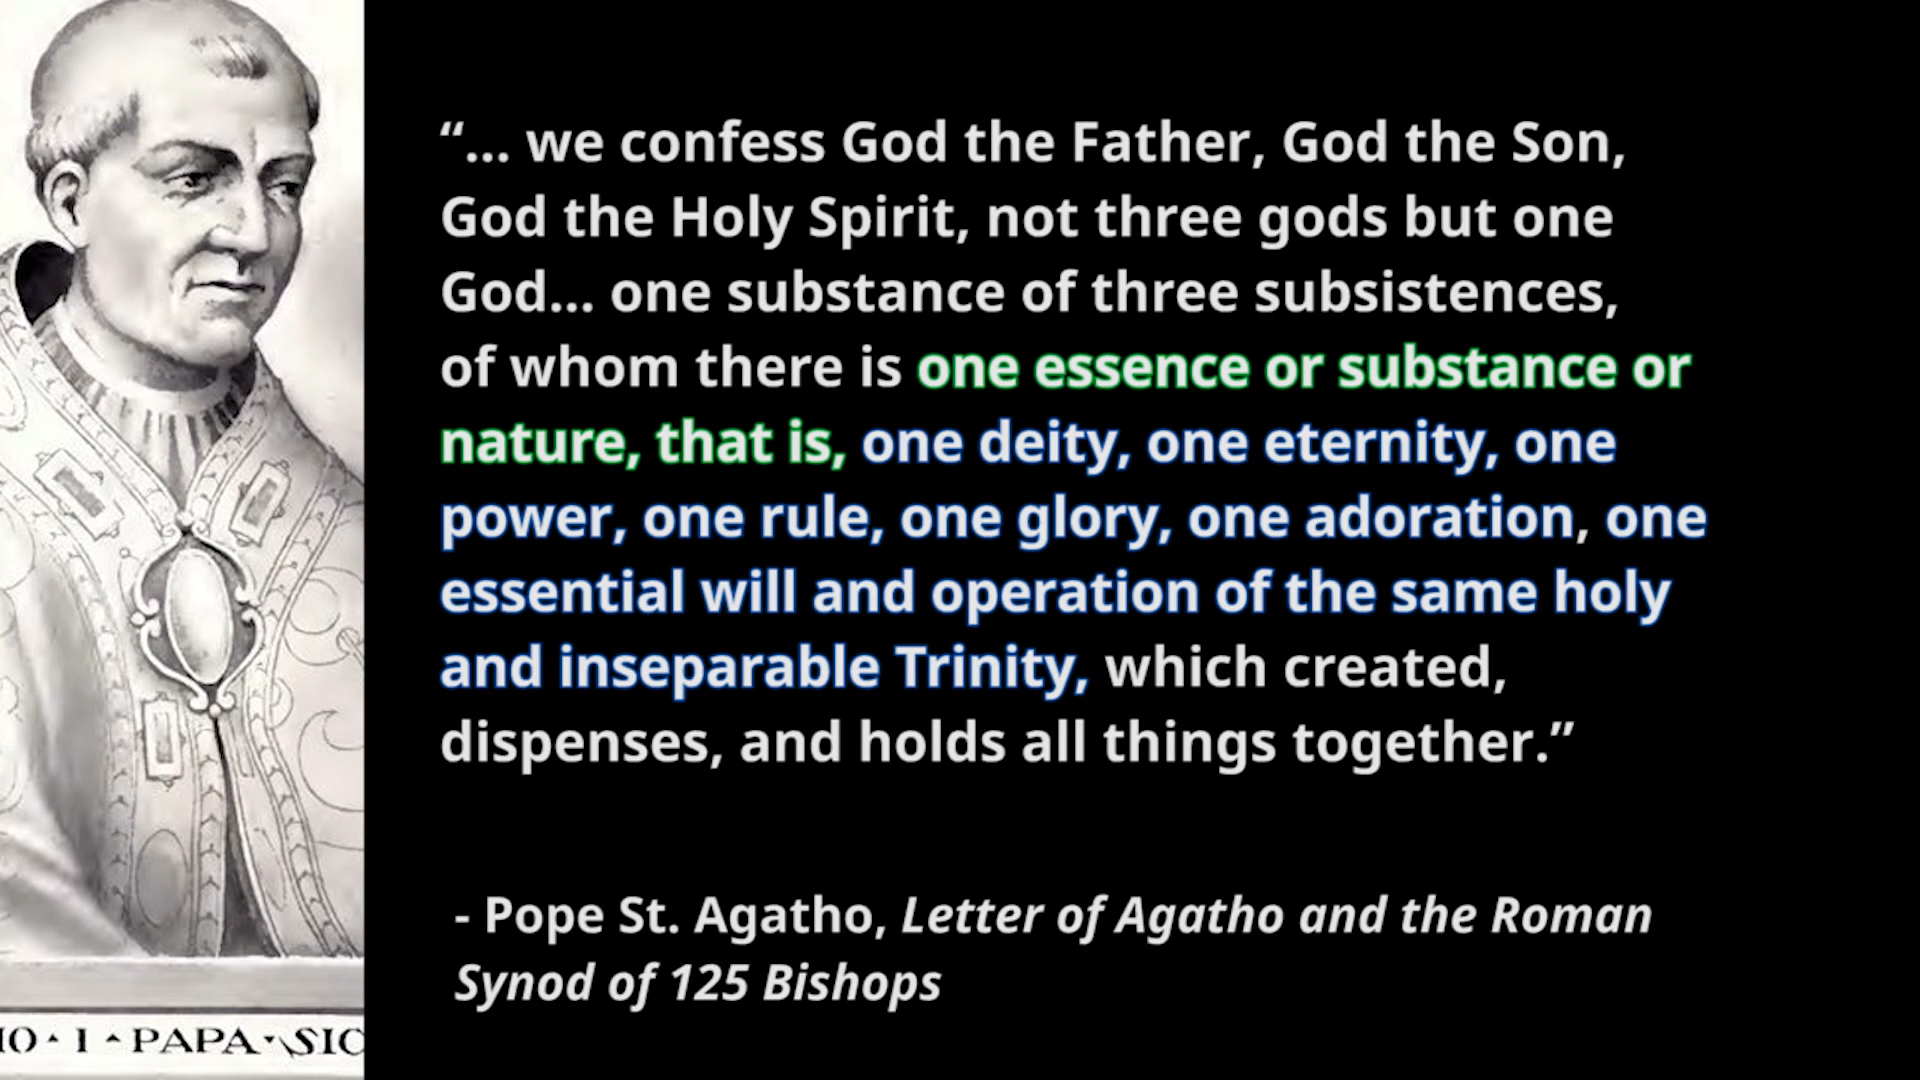 “... we confess God the Father, God the Son,
God the Holy Spirit, not three gods but one
God... one substance of three subsistences,
of whom there is one essence or substance or
nature, that is, one deity, one eternity, one
power, one rule, one glory, one adoration, one
essential will and operation of the same holy
and inseparable Trinity, which created,
dispenses, and holds all things together.”
- Pope St. Agatho, Letter of Agatho and the Roman
Synod of 125 Bishops
IO · I · PAPA · SIC